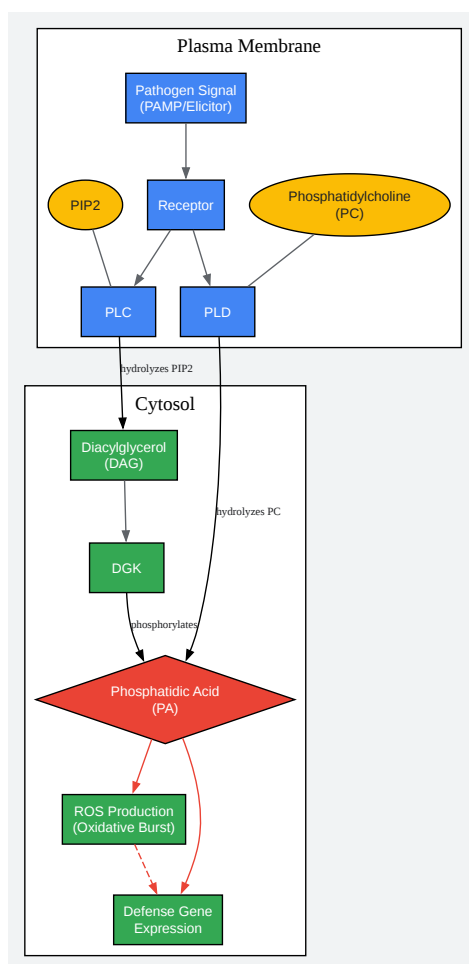 Plasma Membrane
Pathogen Signal
(PAMP/Elicitor)
PIP2
Receptor
Phosphatidylcholine
(PC)
PLC
PLD
hydrolyzes PIP2
Cytosol
Diacylglycerol
(DAG)
hydrolyzes PC
DGK
phosphorylates
Phosphatidic Acid
(PA)
ROS Production
(Oxidative Burst)
Defense Gene
Expression